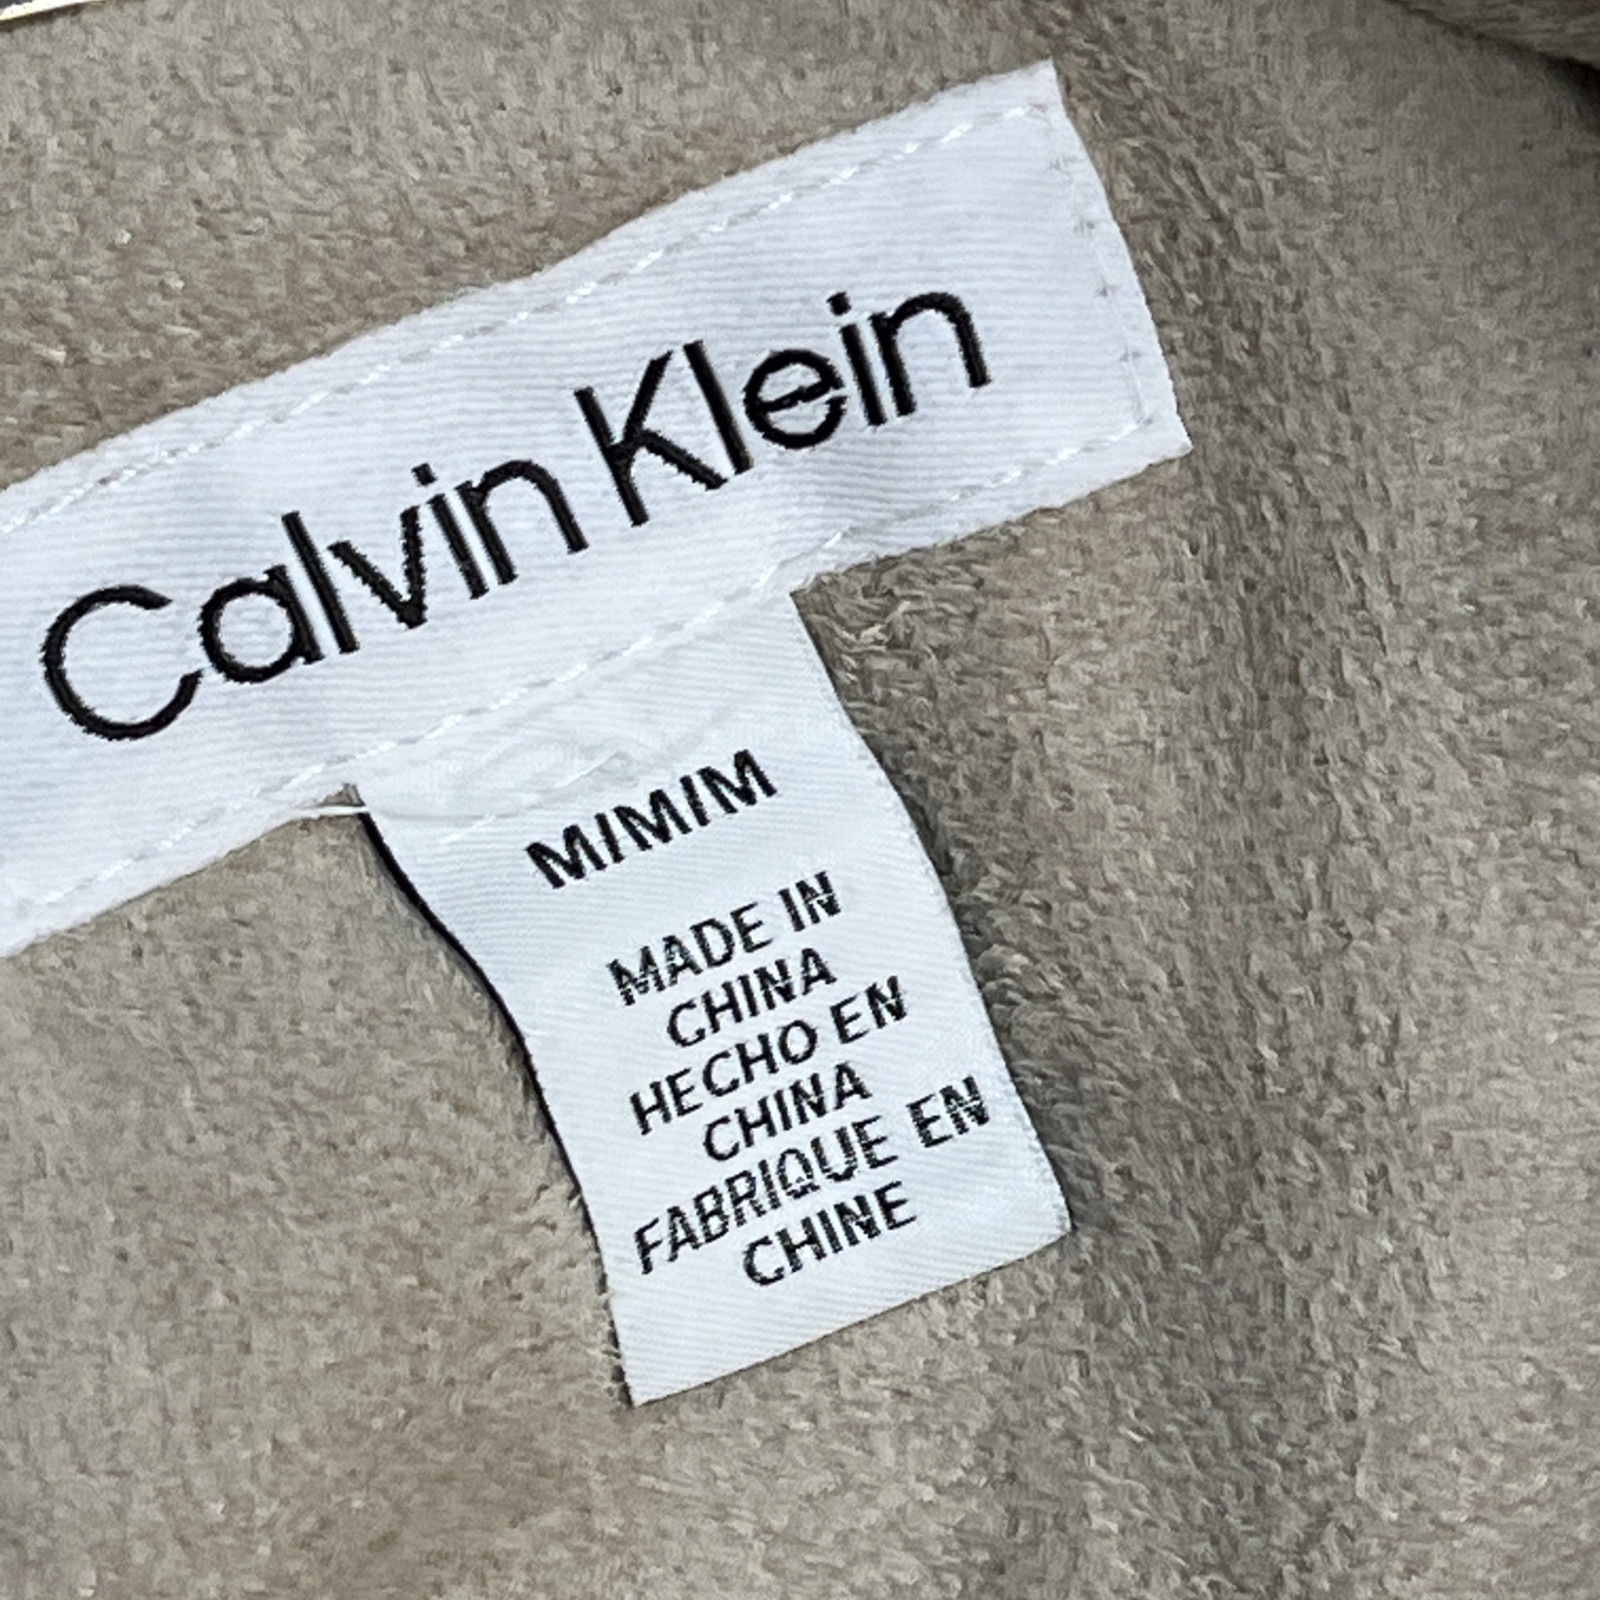 Calvin Klein
M/M/M
MADE IN
CHINA
HECHO EN
CHINA
FABRIQUE EN
CHINE